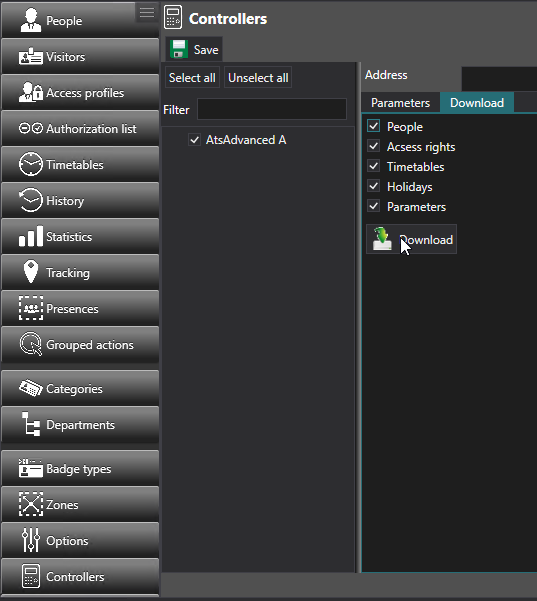 People
Visitors
Access profiles
Authorization list
Timetables
History
Statistics
Tracking
Presences
Grouped actions
Categories
Departments
Badge types
Zones
Options
Controllers
Controllers
Save
Select all Unselect all
Filter
AtsAdvanced A
Address
Parameters Download
People
Acsess rights
Timetables
Holidays
Parameters
Download